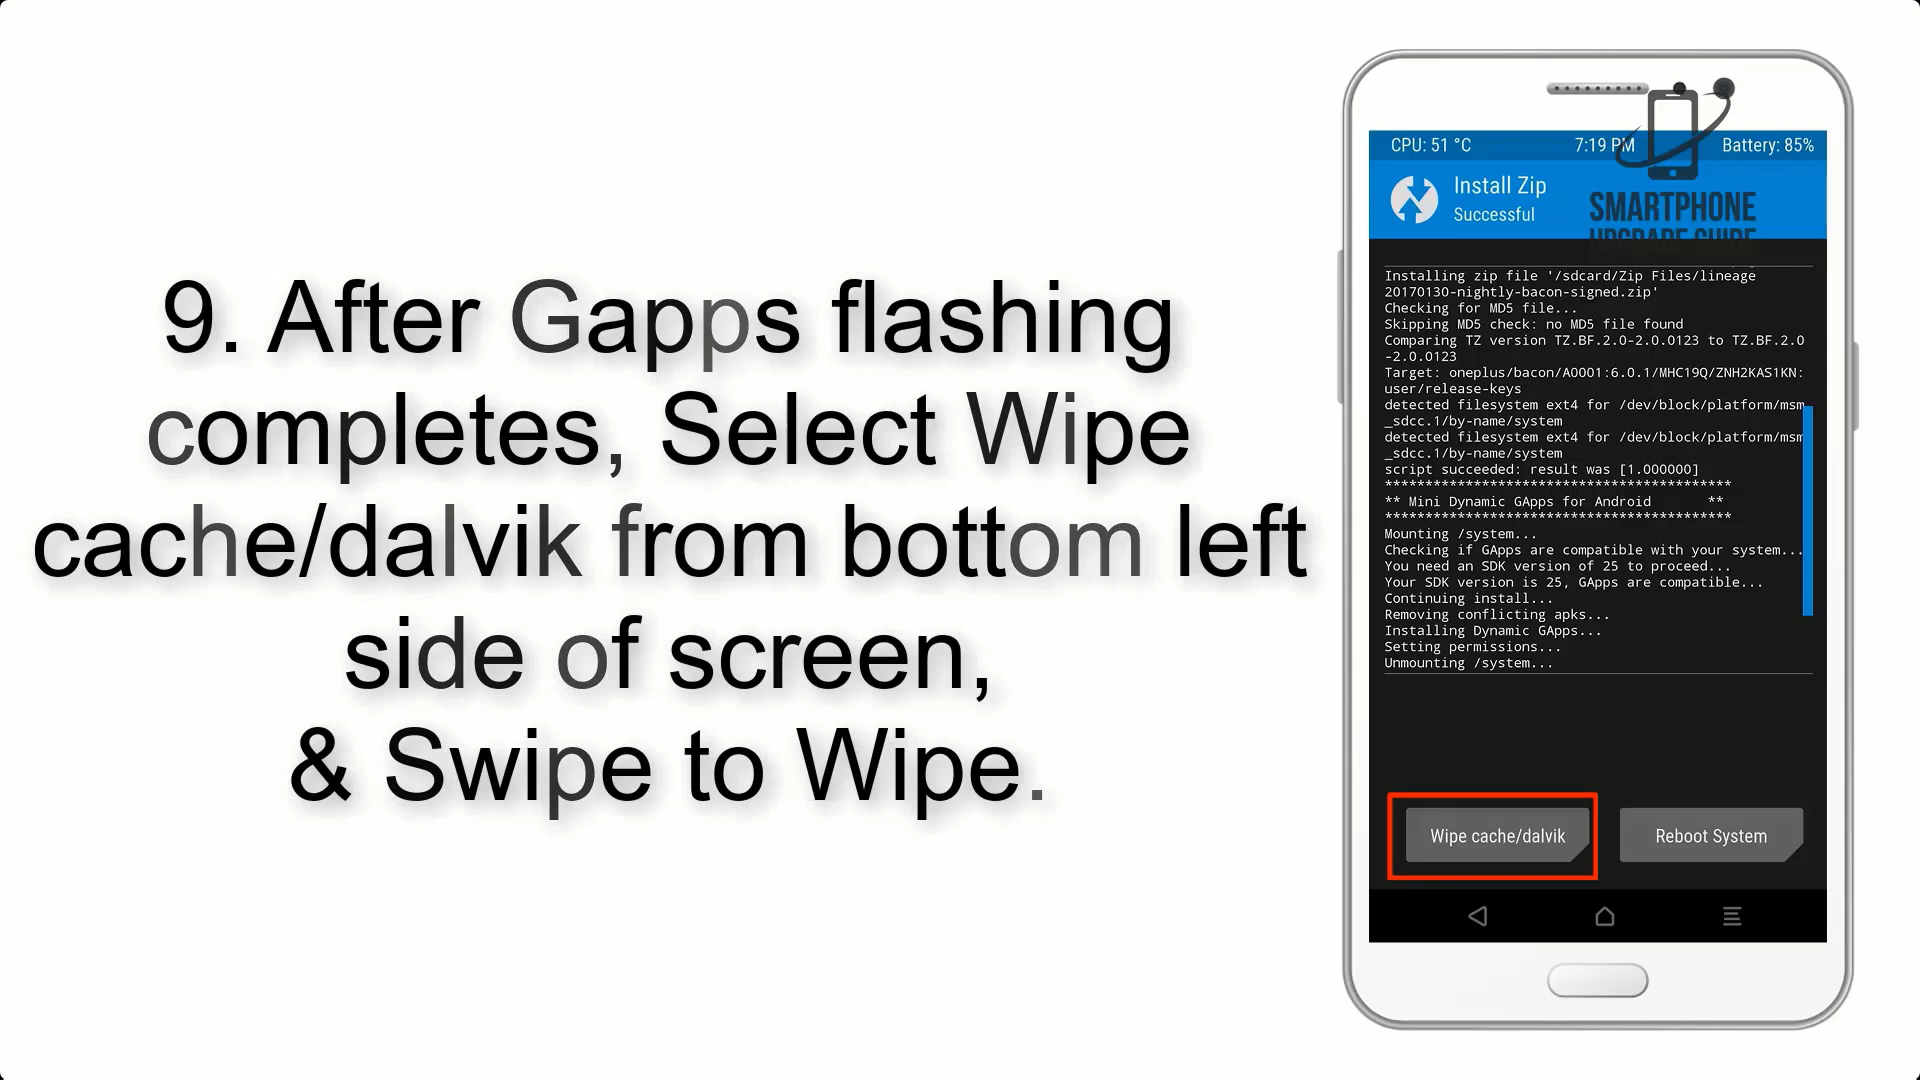 9. After Gapps flashing
completes, Select Wipe
cache/dalvik from bottom left
side of screen,
& Swipe to Wipe.
CPU: 51 °C 7:19 PM Battery: 85%
Install Zip
Successful
SMARTPHONE
UPGRADE GUIDE
Installing zip file '/sdcard/Zip Files/lineage
20170130-nightly-bacon-signed.zip'
Checking for MD5 file...
Skipping MD5 check: no MD5 file found
Comparing TZ version TZ.BF.2.0-2.0.0123 to TZ.BF.2.0
-2.0.0123
Target: oneplus/bacon/A0001:6.0.1/MHC19Q/ZNH2KAS1KN:
user/release-keys
detected filesystem ext4 for /dev/block/platform/msm
_sdcc.1/by-name/system
detected filesystem ext4 for /dev/block/platform/msm
_sdcc.1/by-name/system
script succeeded: result was [1.000000]
*******************************************
** Mini Dynamic GApps for Android **
*******************************************
Mounting /system...
Checking if GApps are compatible with your system...
You need an SDK version of 25 to proceed...
Your SDK version is 25, GApps are compatible...
Continuing install...
Removing conflicting apks...
Installing Dynamic GApps...
Setting permissions...
Unmounting /system...
Wipe cache/dalvik Reboot System